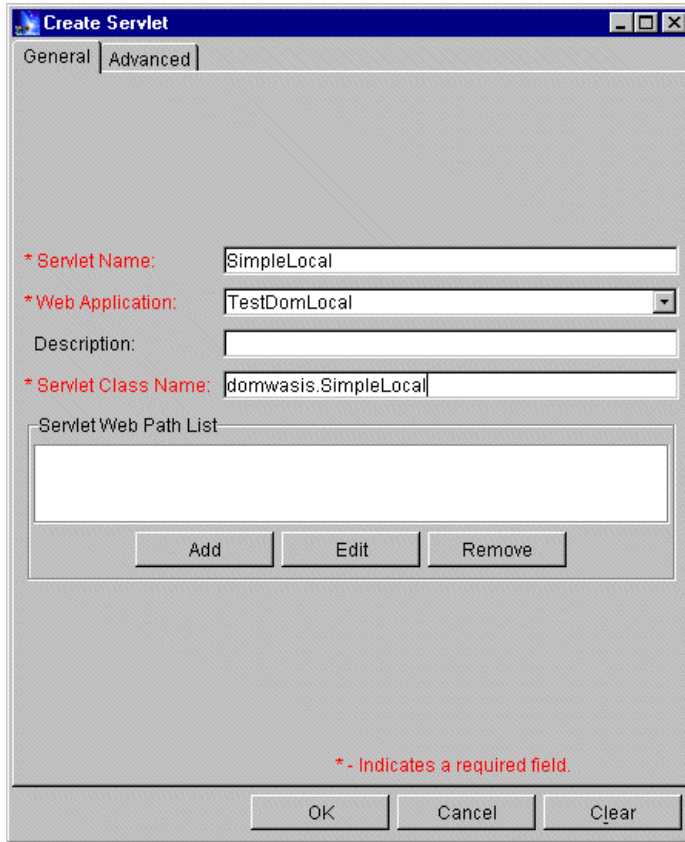 Create Servlet
General Advanced
* Servlet Name: SimpleLocal
* Web Application: TestDomLocal
Description:
* Servlet Class Name: domwasis.SimpleLocal
Servlet Web Path List
Add Edit Remove
* - Indicates a required field.
OK Cancel Clear